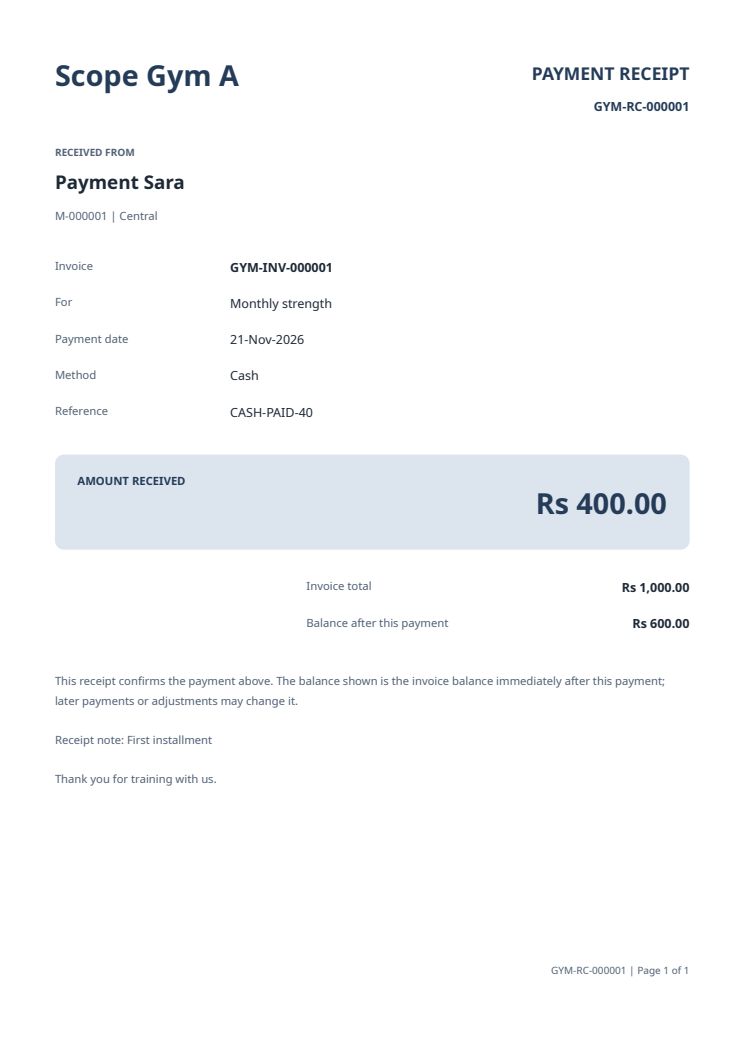 Scope Gym A
PAYMENT RECEIPT
GYM-RC-000001
RECEIVED FROM
Payment Sara
M-000001 | Central
Invoice GYM-INV-000001
For Monthly strength
Payment date 21-Nov-2026
Method Cash
Reference CASH-PAID-40
AMOUNT RECEIVED
Rs 400.00
Invoice total Rs 1,000.00
Balance after this payment Rs 600.00
This receipt confirms the payment above. The balance shown is the invoice balance immediately after this payment;
later payments or adjustments may change it.
Receipt note: First installment
Thank you for training with us.
GYM-RC-000001 | Page 1 of 1